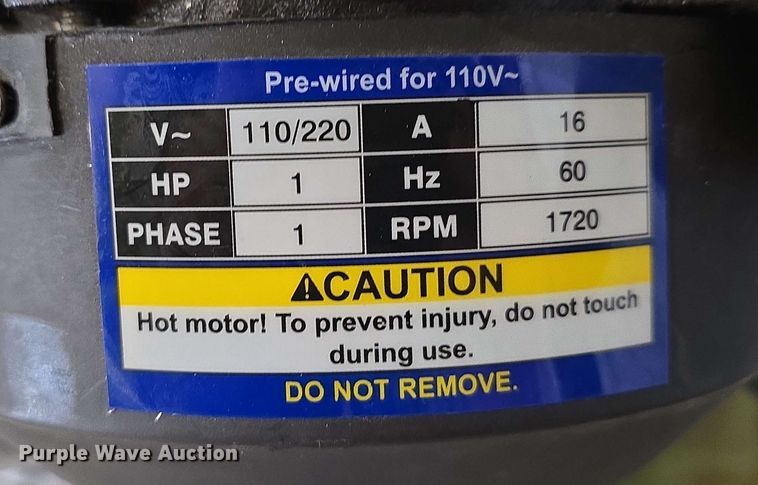 Pre-wired for 110V~
V~ 110/220 A 16
HP 1 Hz 60
PHASE 1 RPM 1720
⚠CAUTION
Hot motor! To prevent injury, do not touch
during use.
DO NOT REMOVE.
Purple Wave Auction